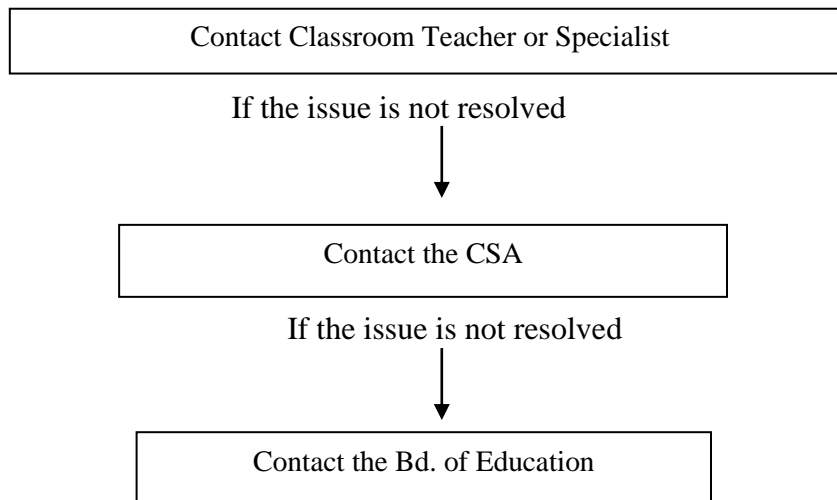 Contact Classroom Teacher or Specialist
If the issue is not resolved
Contact the CSA
If the issue is not resolved
Contact the Bd. of Education